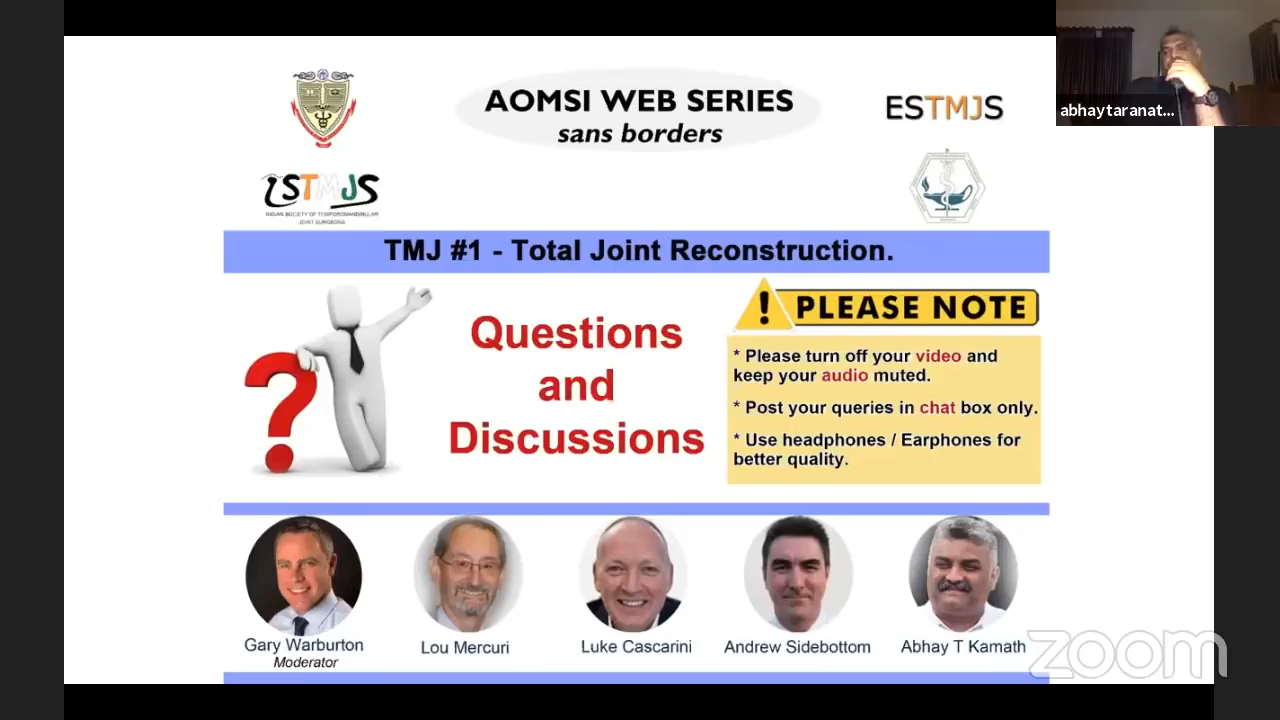 abhaytaranat...
AOMSI WEB SERIES
sans borders
ESTMJS
ISTMJS
INDIAN SOCIETY OF TEMPOROMANDIBULAR
JOINT SURGEONS
TMJ #1 - Total Joint Reconstruction.
Questions
and
Discussions
! PLEASE NOTE
* Please turn off your video and
keep your audio muted.
* Post your queries in chat box only.
* Use headphones / Earphones for
better quality.
Gary Warburton
Moderator
Lou Mercuri
Luke Cascarini
Andrew Sidebottom
Abhay T Kamath
zoom